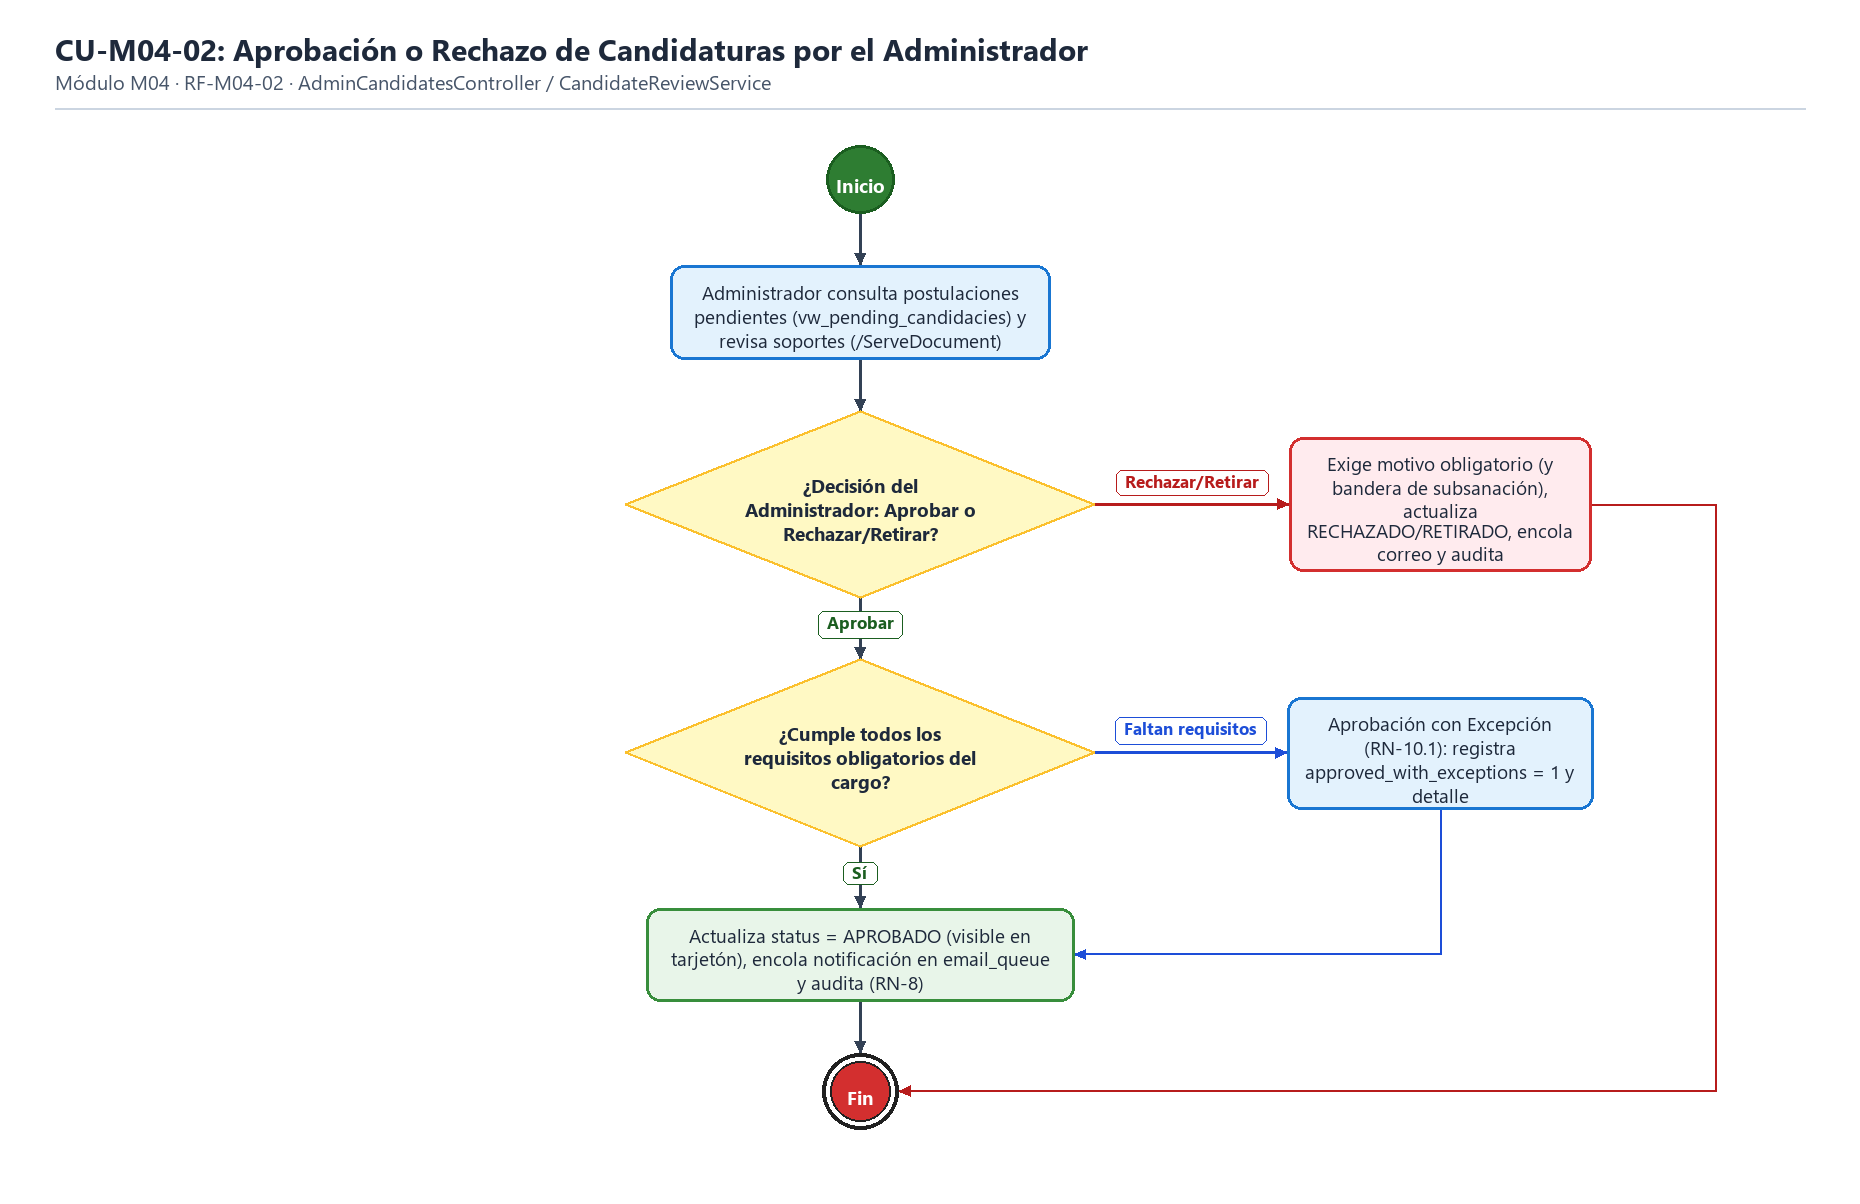 CU-M04-02: Aprobación o Rechazo de Candidaturas por el Administrador
Módulo M04 · RF-M04-02 · AdminCandidatesController / CandidateReviewService
Inicio
Administrador consulta postulaciones
pendientes (vw_pending_candidacies) y
revisa soportes (/ServeDocument)
¿Decisión del
Administrador: Aprobar o
Rechazar/Retirar?
Rechazar/Retirar
Exige motivo obligatorio (y
bandera de subsanación),
actualiza
RECHAZADO/RETIRADO, encola
correo y audita
Aprobar
¿Cumple todos los
requisitos obligatorios del
cargo?
Faltan requisitos
Aprobación con Excepción
(RN-10.1): registra
approved_with_exceptions = 1 y
detalle
Sí
Actualiza status = APROBADO (visible en
tarjetón), encola notificación en email_queue
y audita (RN-8)
Fin